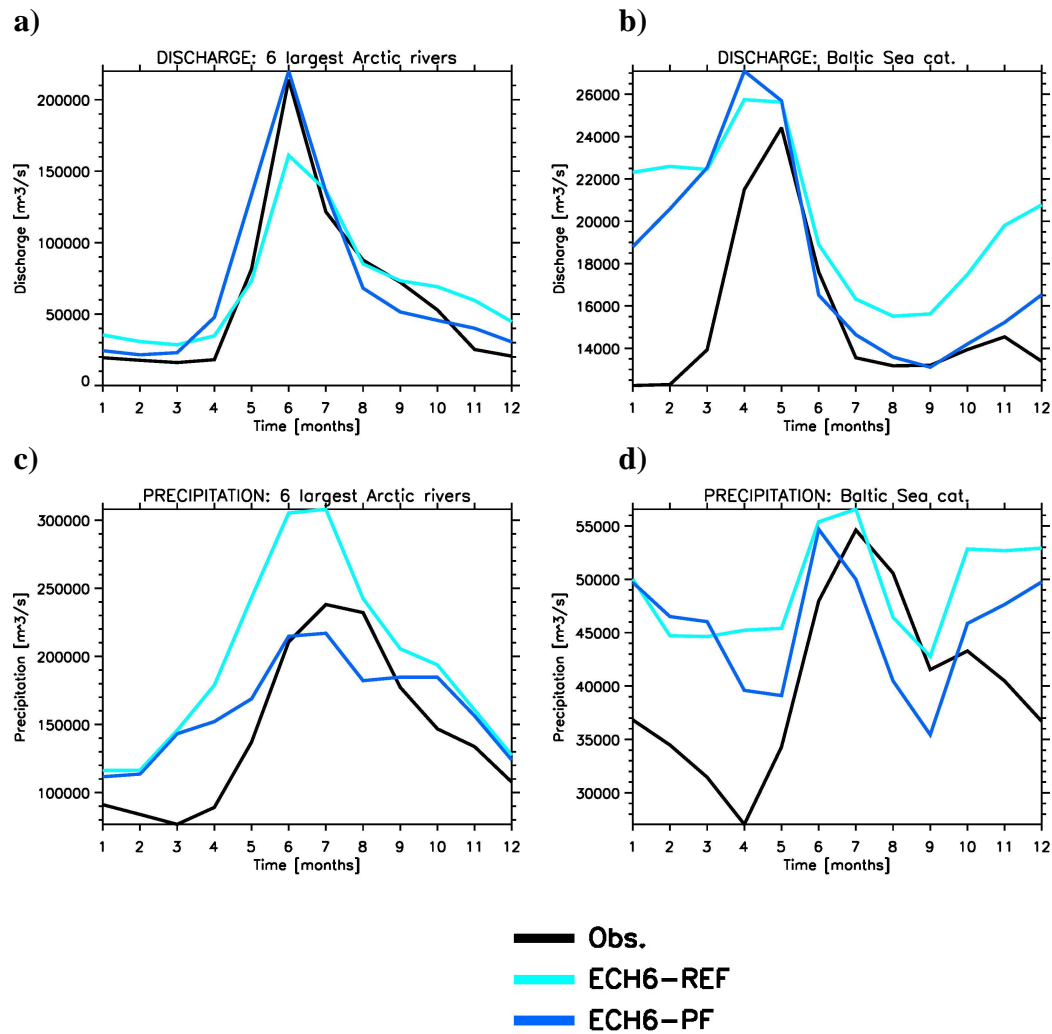 a)
DISCHARGE: 6 largest Arctic rivers
Discharge [m^3/s]
200000
150000
100000
50000
0
1 2 3 4 5 6 7 8 9 10 11 12
Time [months]
b)
DISCHARGE: Baltic Sea cat.
Discharge [m^3/s]
26000
24000
22000
20000
18000
16000
14000
1 2 3 4 5 6 7 8 9 10 11 12
Time [months]
c)
PRECIPITATION: 6 largest Arctic rivers
Precipitation [m^3/s]
300000
250000
200000
150000
100000
1 2 3 4 5 6 7 8 9 10 11 12
Time [months]
d)
PRECIPITATION: Baltic Sea cat.
Precipitation [m^3/s]
55000
50000
45000
40000
35000
30000
1 2 3 4 5 6 7 8 9 10 11 12
Time [months]
Obs.
ECH6-REF
ECH6-PF